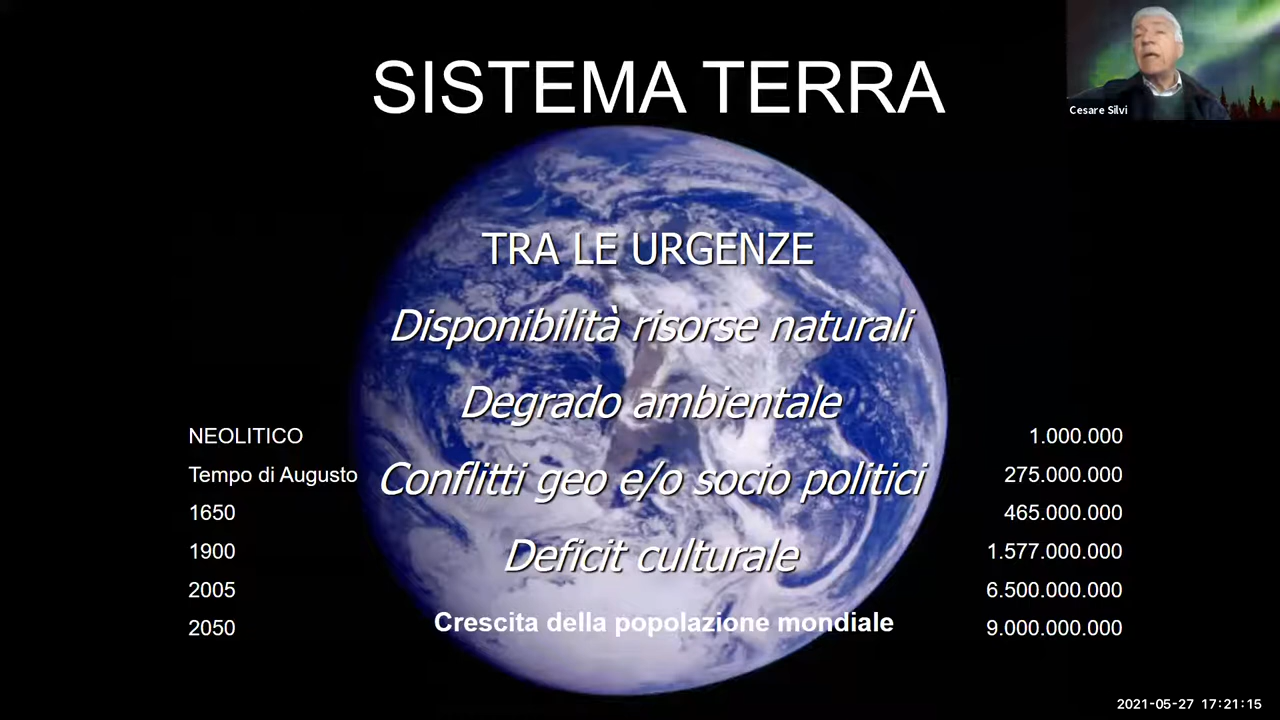 SISTEMA TERRA
Cesare Silvi
TRA LE URGENZE
Disponibilità risorse naturali
Degrado ambientale
NEOLITICO 1.000.000
Tempo di Augusto 275.000.000
Conflitti geo e/o socio politici
1650 465.000.000
1900 1.577.000.000
Deficit culturale
2005 6.500.000.000
Crescita della popolazione mondiale
2050 9.000.000.000
2021-05-27 17:21:15